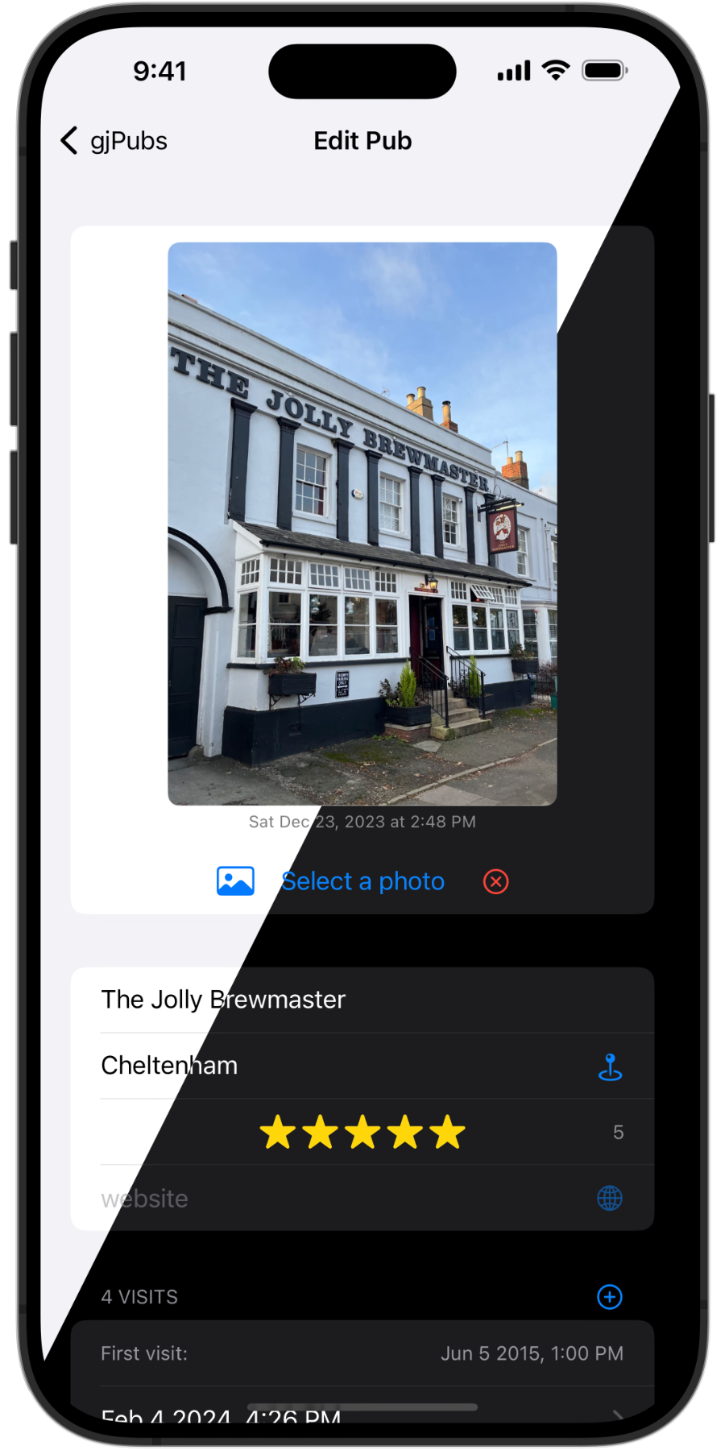 9:41
gjPubs
Edit Pub
THE JOLLY BREWMASTER
Sat Dec 23, 2023 at 2:48 PM
Select a photo
The Jolly Brewmaster
Cheltenham
5
website
4 VISITS
First visit:
Jun 5 2015, 1:00 PM
Feb 4 2024, 4:26 PM